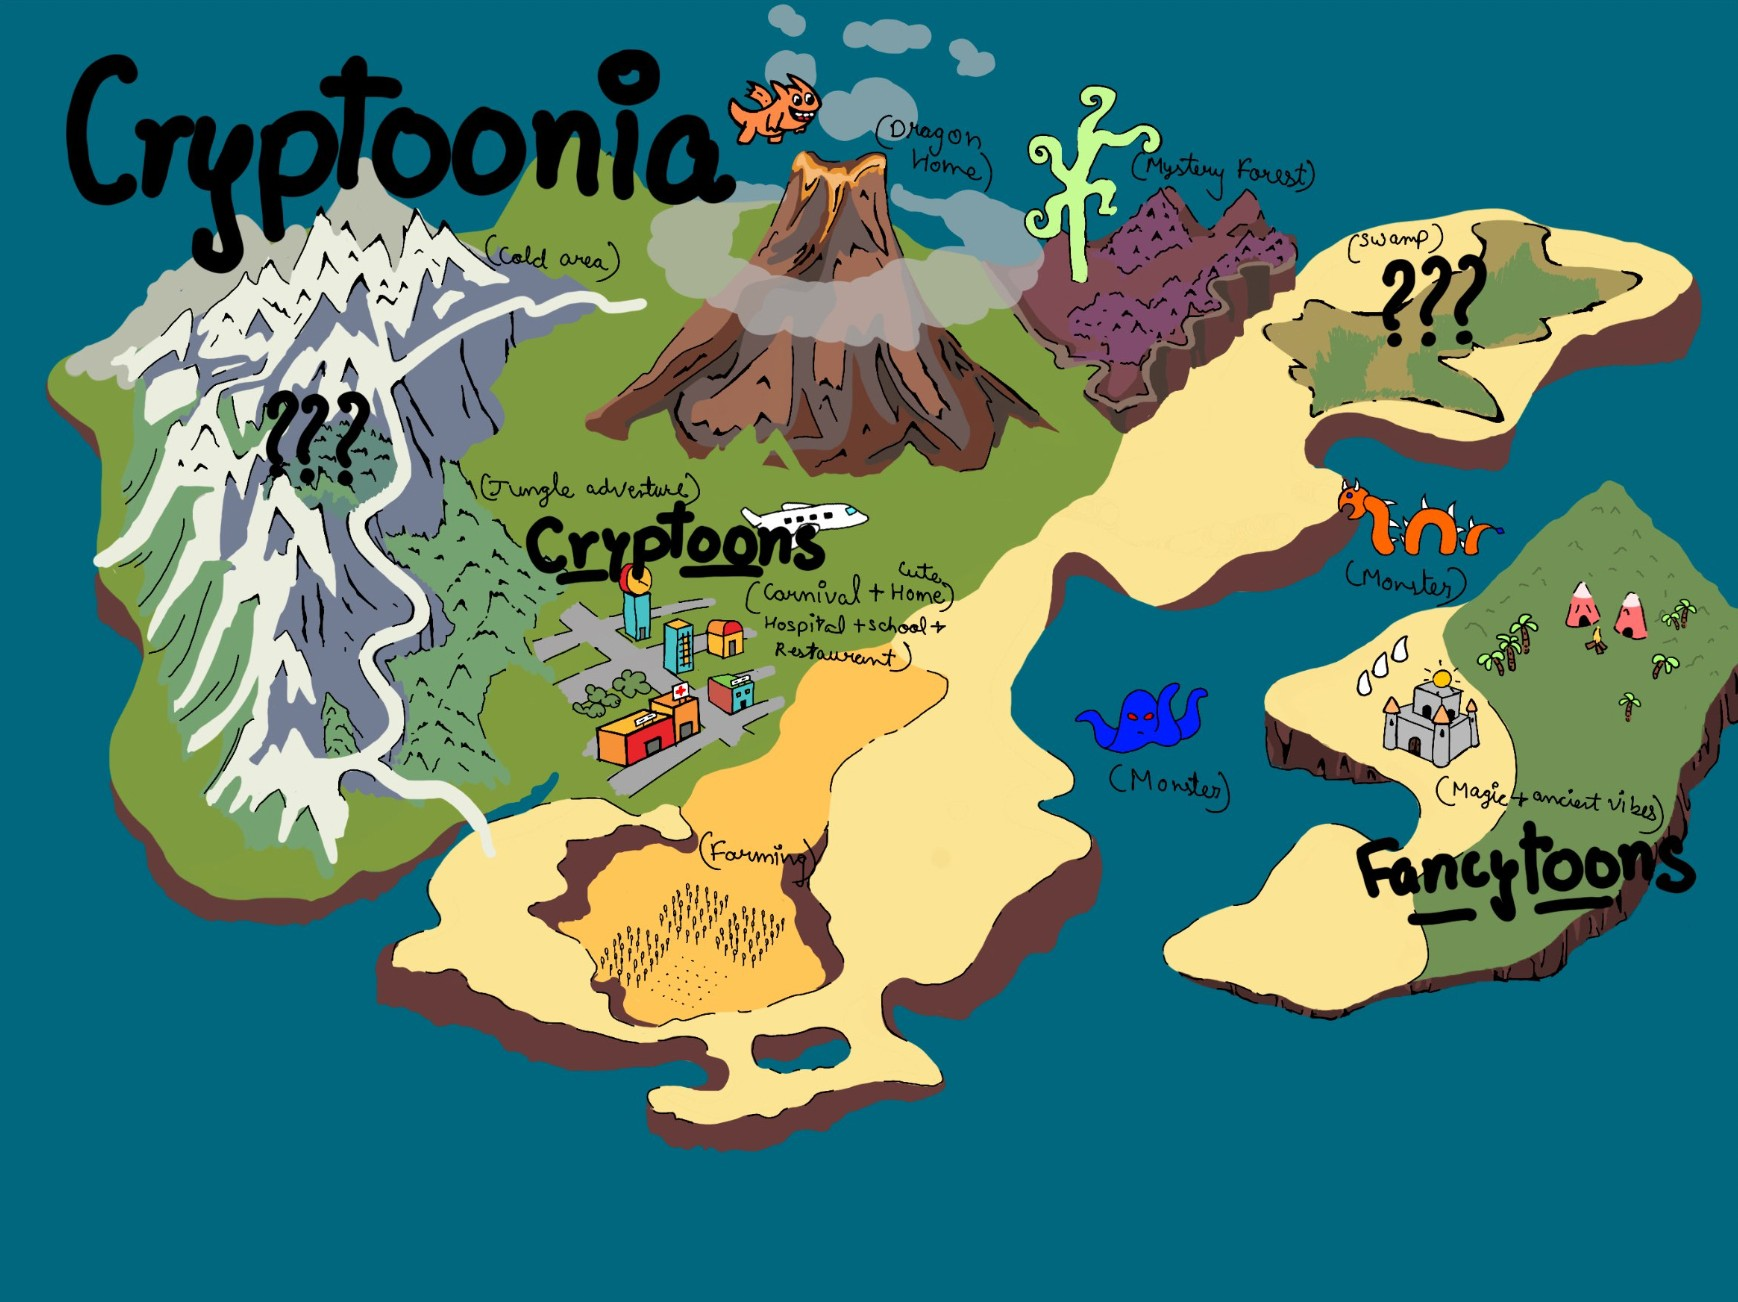 Cryptoonia
(Dragon
Home)
(Mystery Forest)
(Swamp)
???
(Cold area)
???
(Jungle adventure)
Cryptoons
(Monster)
cute
(Carnival + Home)
Hospital + school +
Restaurant)
(Monster)
(Magic + ancient vibes)
Fancytoons
(Farming)